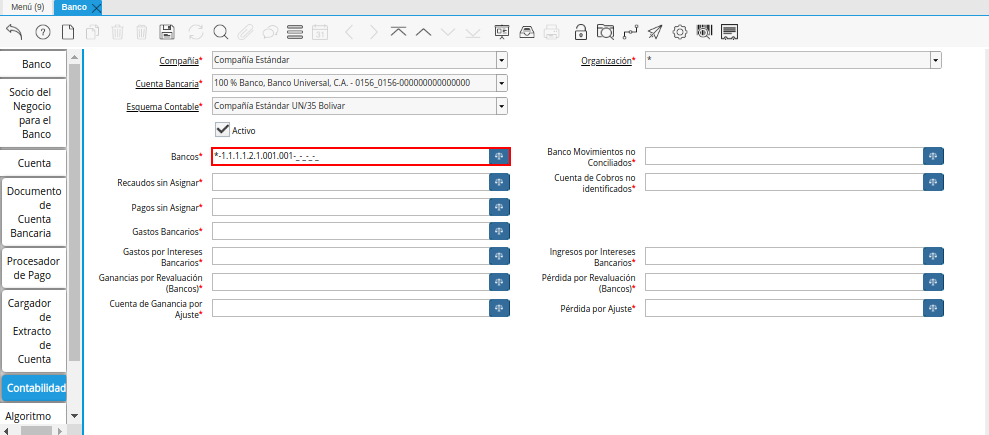 Menú (9)
Banco
31
Banco
Socio del
Negocio
para el
Banco
Cuenta
Documento
de
Cuenta
Bancaria
Procesador
de Pago
Cargador
de
Extracto
de
Cuenta
Contabilidad
Algoritmo
Compañía*
Compañía Estándar
Organización*
*
Cuenta Bancaria*
100 % Banco, Banco Universal, C.A. - 0156_0156-000000000000000
Esquema Contable*
Compañía Estándar UN/35 Bolivar
Activo
Bancos*
*-1.1.1.1.2.1.001.001-_-_-_-_
Banco Movimientos no
Conciliados*
Recaudos sin Asignar*
Cuenta de Cobros no
identificados*
Pagos sin Asignar*
Gastos Bancarios*
Gastos por Intereses
Bancarios*
Ingresos por Intereses
Bancarios*
Ganancias por Revaluación
(Bancos)*
Pérdida por Revaluación
(Bancos)*
Cuenta de Ganancia por
Ajuste*
Pérdida por Ajuste*